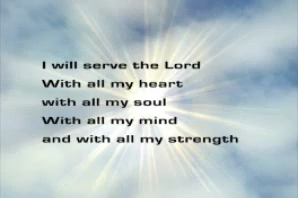 I will serve the Lord
With all my heart
with all my soul
With all my mind
and with all my strength